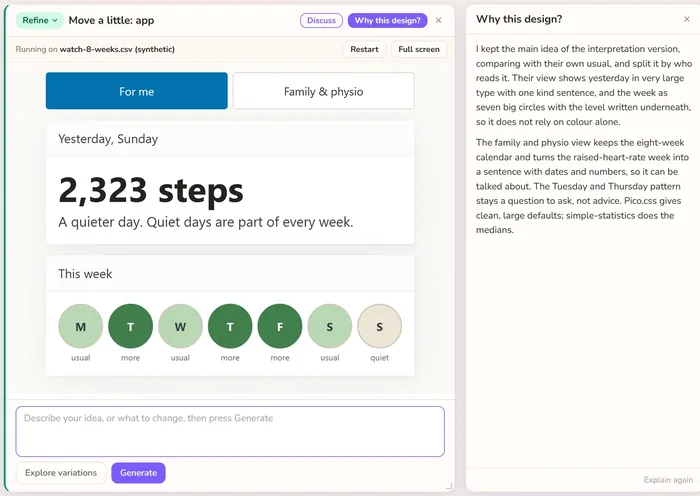 Refine
Move a little: app
Discuss
Why this design?
×
Running on watch-8-weeks.csv (synthetic)
Restart
Full screen
For me
Family & physio
Yesterday, Sunday
2,323 steps
A quieter day. Quiet days are part of every week.
This week
M T W T F S S
usual more usual more more usual quiet
Describe your idea, or what to change, then press Generate
Explore variations
Generate
Why this design?
×
I kept the main idea of the interpretation version,
comparing with their own usual, and split it by who
reads it. Their view shows yesterday in very large
type with one kind sentence, and the week as
seven big circles with the level written underneath,
so it does not rely on colour alone.
The family and physio view keeps the eight-week
calendar and turns the raised-heart-rate week into
a sentence with dates and numbers, so it can be
talked about. The Tuesday and Thursday pattern
stays a question to ask, not advice. Pico.css gives
clean, large defaults; simple-statistics does the
medians.
Explain again